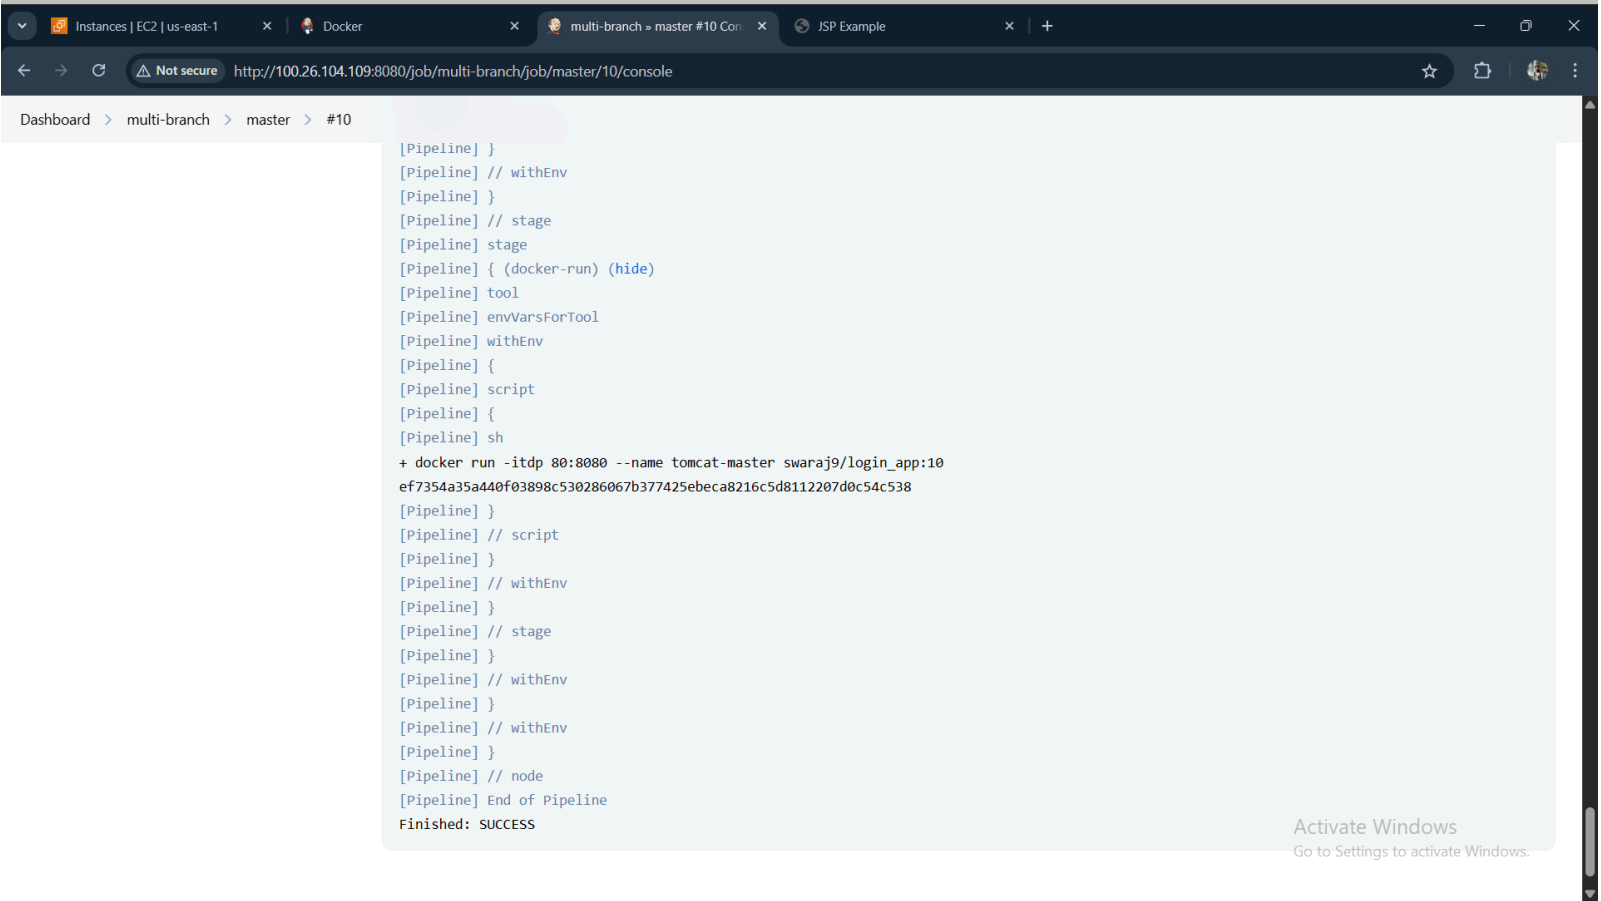 Instances | EC2 | us-east-1
Docker
multi-branch » master #10 Con
JSP Example
Not secure
http://100.26.104.109:8080/job/multi-branch/job/master/10/console
Dashboard > multi-branch > master > #10
[Pipeline] }
[Pipeline] // withEnv
[Pipeline] }
[Pipeline] // stage
[Pipeline] stage
[Pipeline] { (docker-run) (hide)
[Pipeline] tool
[Pipeline] envVarsForTool
[Pipeline] withEnv
[Pipeline] {
[Pipeline] script
[Pipeline] {
[Pipeline] sh
+ docker run -itdp 80:8080 --name tomcat-master swaraj9/login_app:10
ef7354a35a440f03898c530286067b377425ebeca8216c5d8112207d0c54c538
[Pipeline] }
[Pipeline] // script
[Pipeline] }
[Pipeline] // withEnv
[Pipeline] }
[Pipeline] // stage
[Pipeline] }
[Pipeline] // withEnv
[Pipeline] }
[Pipeline] // withEnv
[Pipeline] }
[Pipeline] // node
[Pipeline] End of Pipeline
Finished: SUCCESS
Activate Windows
Go to Settings to activate Windows.